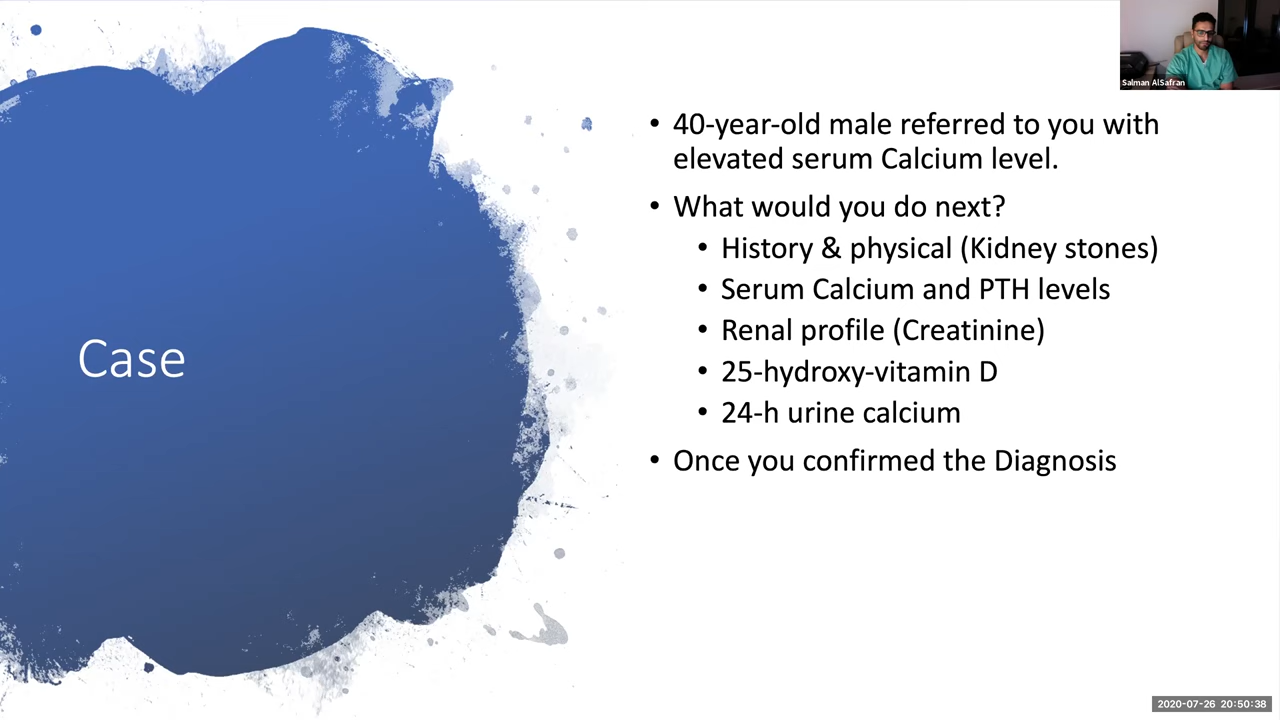 Salman AlSafran
• 40-year-old male referred to you with
elevated serum Calcium level.
• What would you do next?
• History & physical (Kidney stones)
• Serum Calcium and PTH levels
• Renal profile (Creatinine)
• 25-hydroxy-vitamin D
• 24-h urine calcium
• Once you confirmed the Diagnosis
Case
2020-07-26 20:50:38